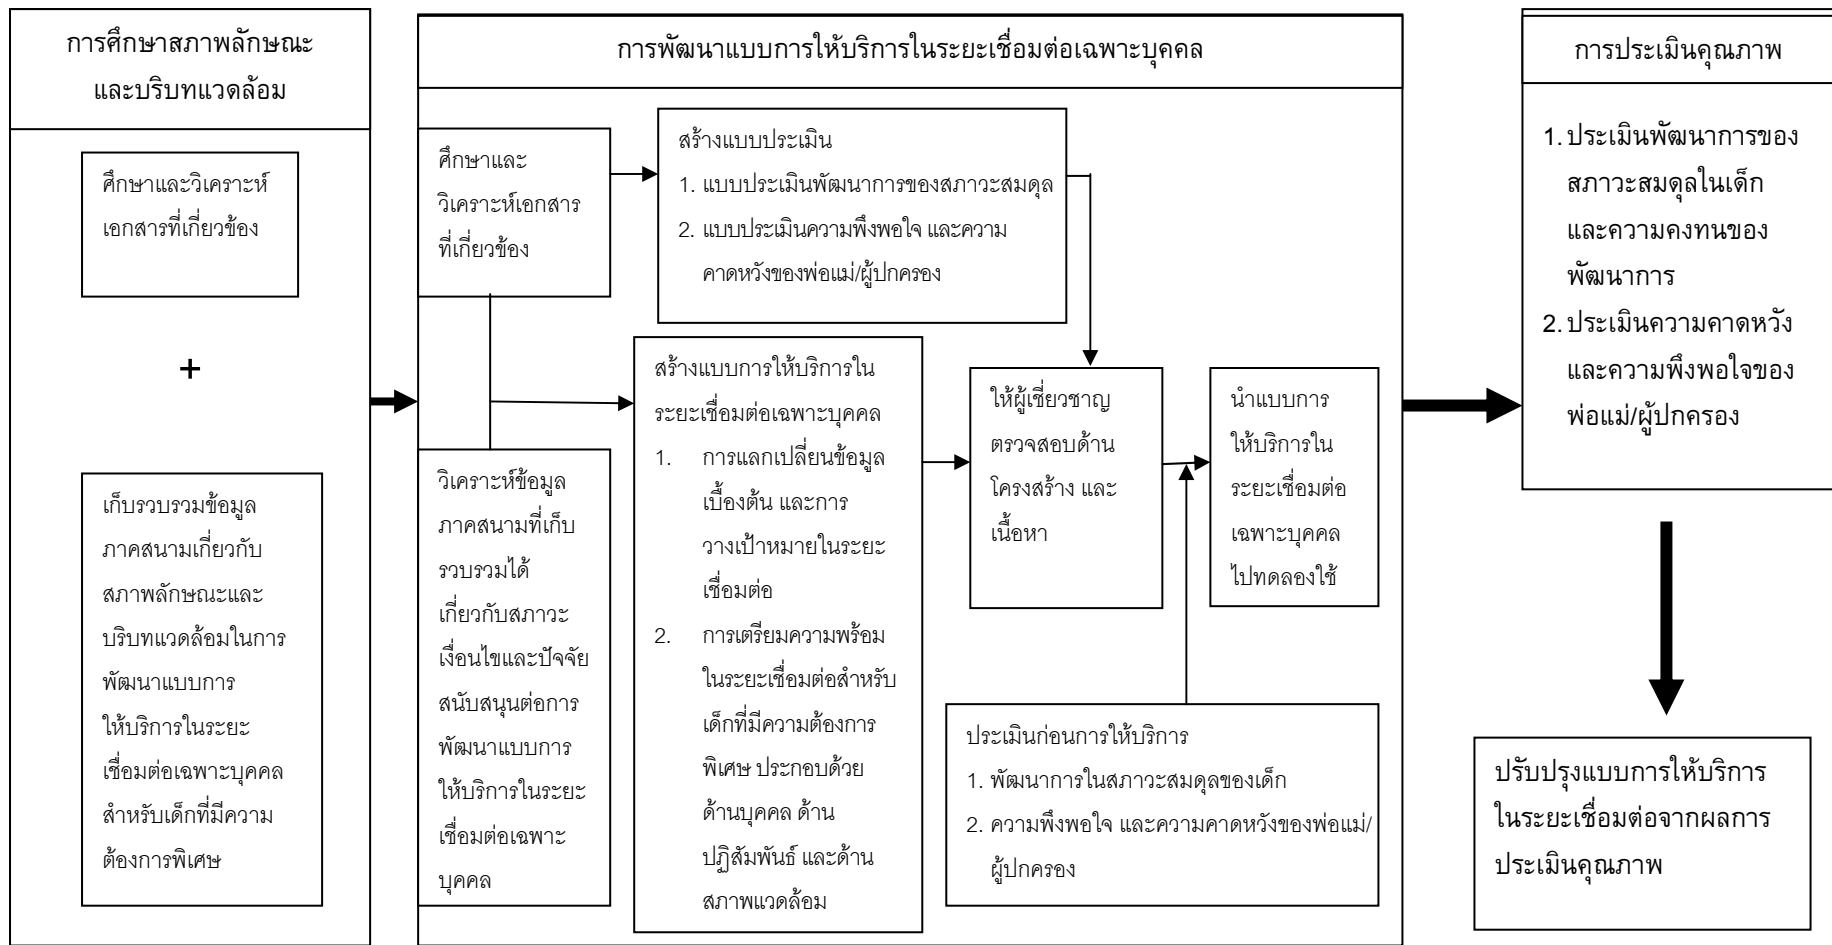 การศึกษาสภาพลักษณะ
และบริบทแวดล้อม
ศึกษาและวิเคราะห์
เอกสารที่เกี่ยวข้อง
+
เก็บรวบรวมข้อมูล
ภาคสนามเกี่ยวกับ
สภาพลักษณะและ
บริบทแวดล้อมในการ
พัฒนาแบบการ
ให้บริการในระยะ
เชื่อมต่อเฉพาะบุคคล
สำหรับเด็กที่มีความ
ต้องการพิเศษ
การพัฒนาแบบการให้บริการในระยะเชื่อมต่อเฉพาะบุคคล
ศึกษาและ
วิเคราะห์เอกสาร
ที่เกี่ยวข้อง
สร้างแบบประเมิน
1. แบบประเมินพัฒนาการของสภาวะสมดุล
2. แบบประเมินความพึงพอใจ และความ
คาดหวังของพ่อแม่/ผู้ปกครอง
วิเคราะห์ข้อมูล
ภาคสนามที่เก็บ
รวบรวมได้
เกี่ยวกับสภาวะ
เงื่อนไขและปัจจัย
สนับสนุนต่อการ
พัฒนาแบบการ
ให้บริการในระยะ
เชื่อมต่อเฉพาะ
บุคคล
สร้างแบบการให้บริการใน
ระยะเชื่อมต่อเฉพาะบุคคล
1. การแลกเปลี่ยนข้อมูล
เบื้องต้น และการ
วางเป้าหมายในระยะ
เชื่อมต่อ
2. การเตรียมความพร้อม
ในระยะเชื่อมต่อสำหรับ
เด็กที่มีความต้องการ
พิเศษ ประกอบด้วย
ด้านบุคคล ด้าน
ปฏิสัมพันธ์ และด้าน
สภาพแวดล้อม
ให้ผู้เชี่ยวชาญ
ตรวจสอบด้าน
โครงสร้าง และ
เนื้อหา
นำแบบการ
ให้บริการใน
ระยะเชื่อมต่อ
เฉพาะบุคคล
ไปทดลองใช้
ประเมินก่อนการให้บริการ
1. พัฒนาการในสภาวะสมดุลของเด็ก
2. ความพึงพอใจ และความคาดหวังของพ่อแม่/
ผู้ปกครอง
การประเมินคุณภาพ
1. ประเมินพัฒนาการของ
สภาวะสมดุลในเด็ก
และความคงทนของ
พัฒนาการ
2. ประเมินความคาดหวัง
และความพึงพอใจของ
พ่อแม่/ผู้ปกครอง
ปรับปรุงแบบการให้บริการ
ในระยะเชื่อมต่อจากผลการ
ประเมินคุณภาพ